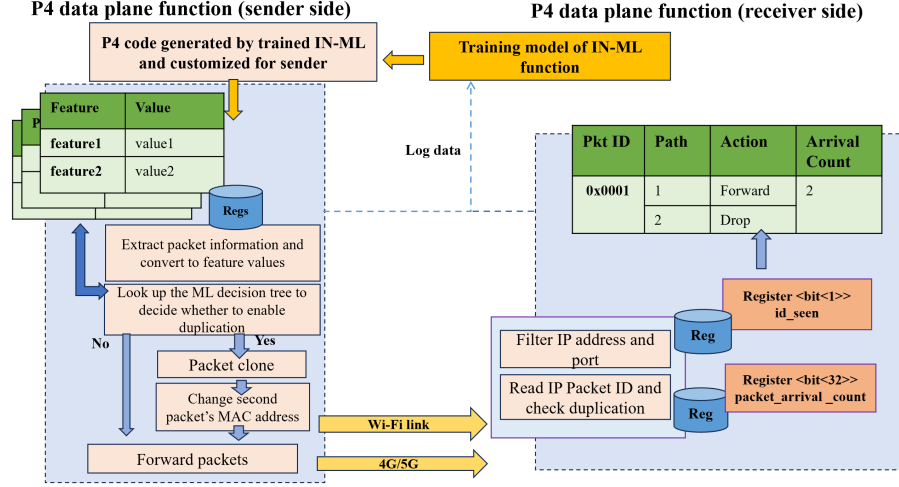 P4 data plane function (sender side)
P4 data plane function (receiver side)
P4 code generated by trained IN-ML
and customized for sender
Training model of IN-ML
function
Feature
Value
feature1
value1
feature2
value2
P
Regs
Log data
Extract packet information and
convert to feature values
Look up the ML decision tree to
decide whether to enable
duplication
No
Yes
Packet clone
Change second
packet's MAC address
Forward packets
Wi-Fi link
4G/5G
Pkt ID
Path
Action
Arrival
Count
0x0001
1
Forward
2
2
Drop
Register <bit<1>>
id_seen
Filter IP address and
port
Reg
Read IP Packet ID and
check duplication
Reg
Register <bit<32>>
packet_arrival _count